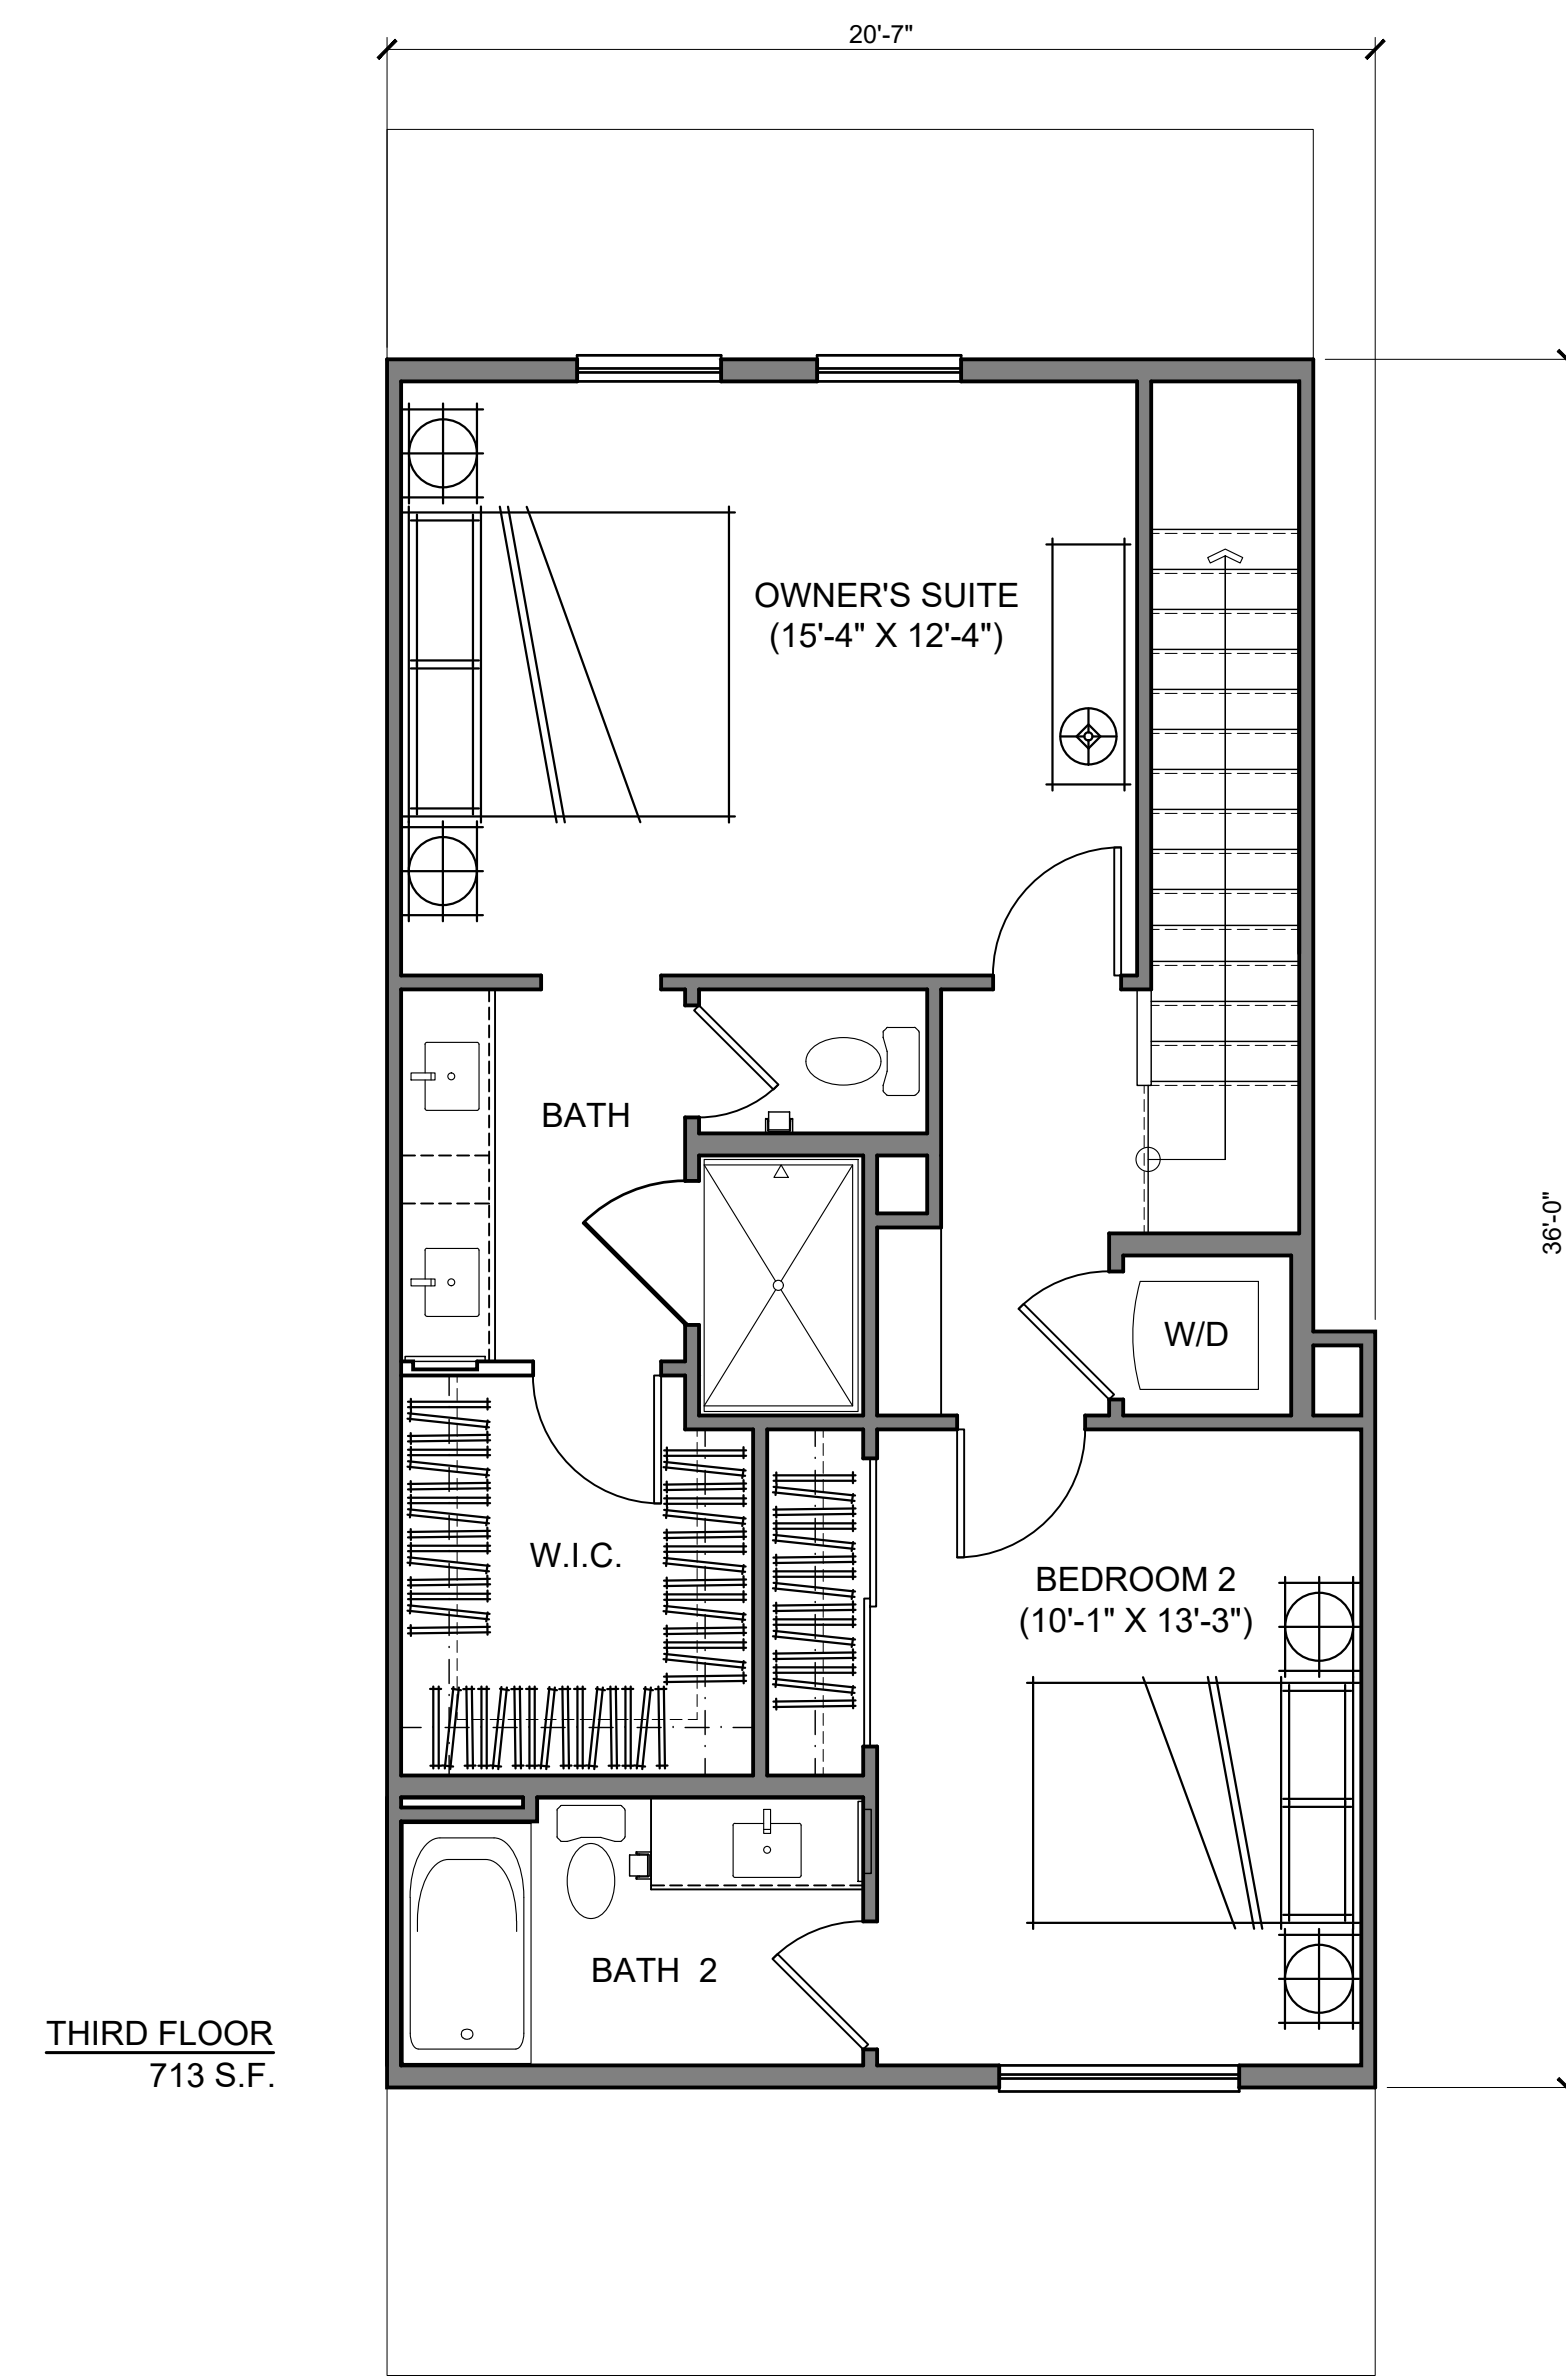 20'-7"
OWNER'S SUITE
(15'-4" X 12'-4")
BATH
36'-0"
W/D
W.I.C.
BEDROOM 2
(10'-1" X 13'-3")
BATH 2
THIRD FLOOR
713 S.F.